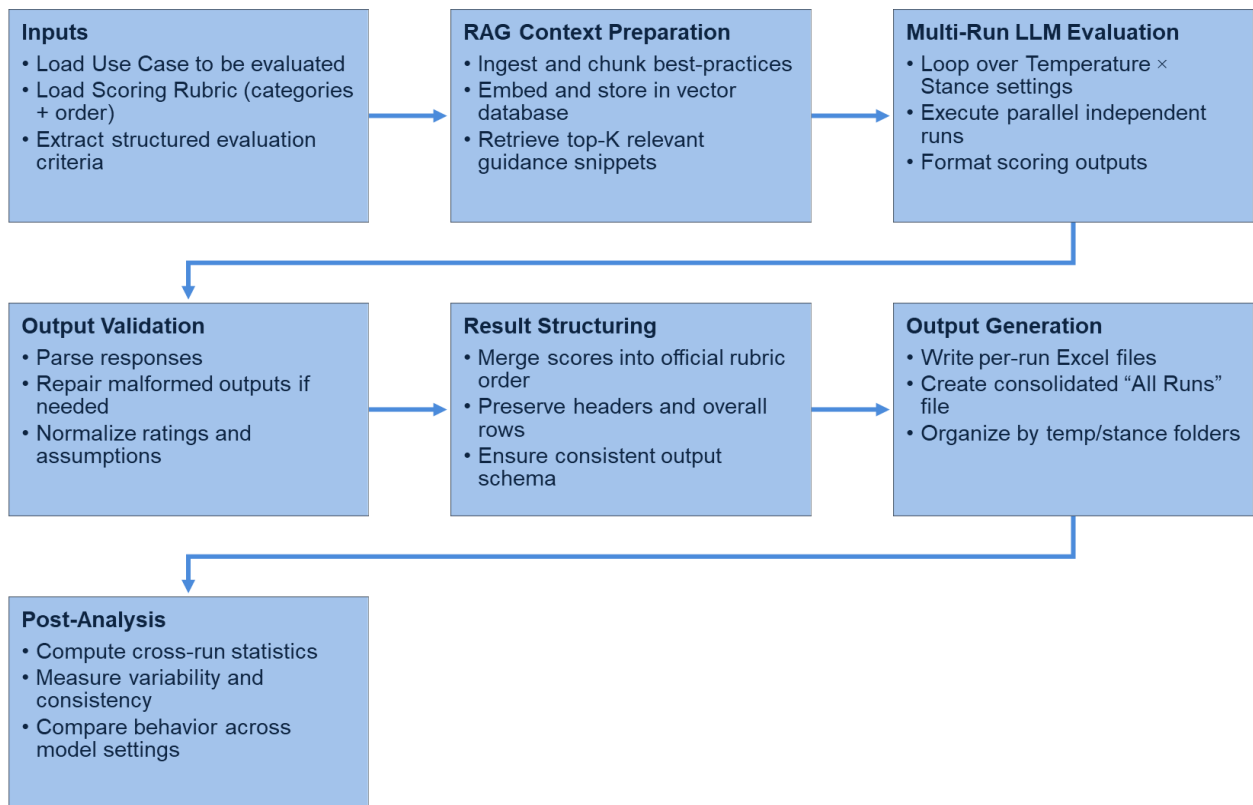 Inputs
• Load Use Case to be evaluated
• Load Scoring Rubric (categories
+ order)
• Extract structured evaluation
criteria
RAG Context Preparation
• Ingest and chunk best-practices
• Embed and store in vector
database
• Retrieve top-K relevant
guidance snippets
Multi-Run LLM Evaluation
• Loop over Temperature ×
Stance settings
• Execute parallel independent
runs
• Format scoring outputs
Output Validation
• Parse responses
• Repair malformed outputs if
needed
• Normalize ratings and
assumptions
Result Structuring
• Merge scores into official rubric
order
• Preserve headers and overall
rows
• Ensure consistent output
schema
Output Generation
• Write per-run Excel files
• Create consolidated “All Runs”
file
• Organize by temp/stance folders
Post-Analysis
• Compute cross-run statistics
• Measure variability and
consistency
• Compare behavior across
model settings